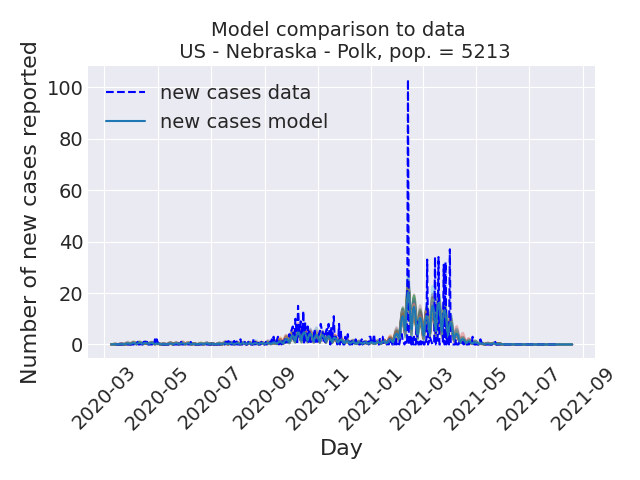 Model comparison to data
US - Nebraska - Polk, pop. = 5213
Number of new cases reported
100
80
60
40
20
0
new cases data
new cases model
2020-03
2020-05
2020-07
2020-09
2020-11
2021-01
2021-03
2021-05
2021-07
2021-09
Day